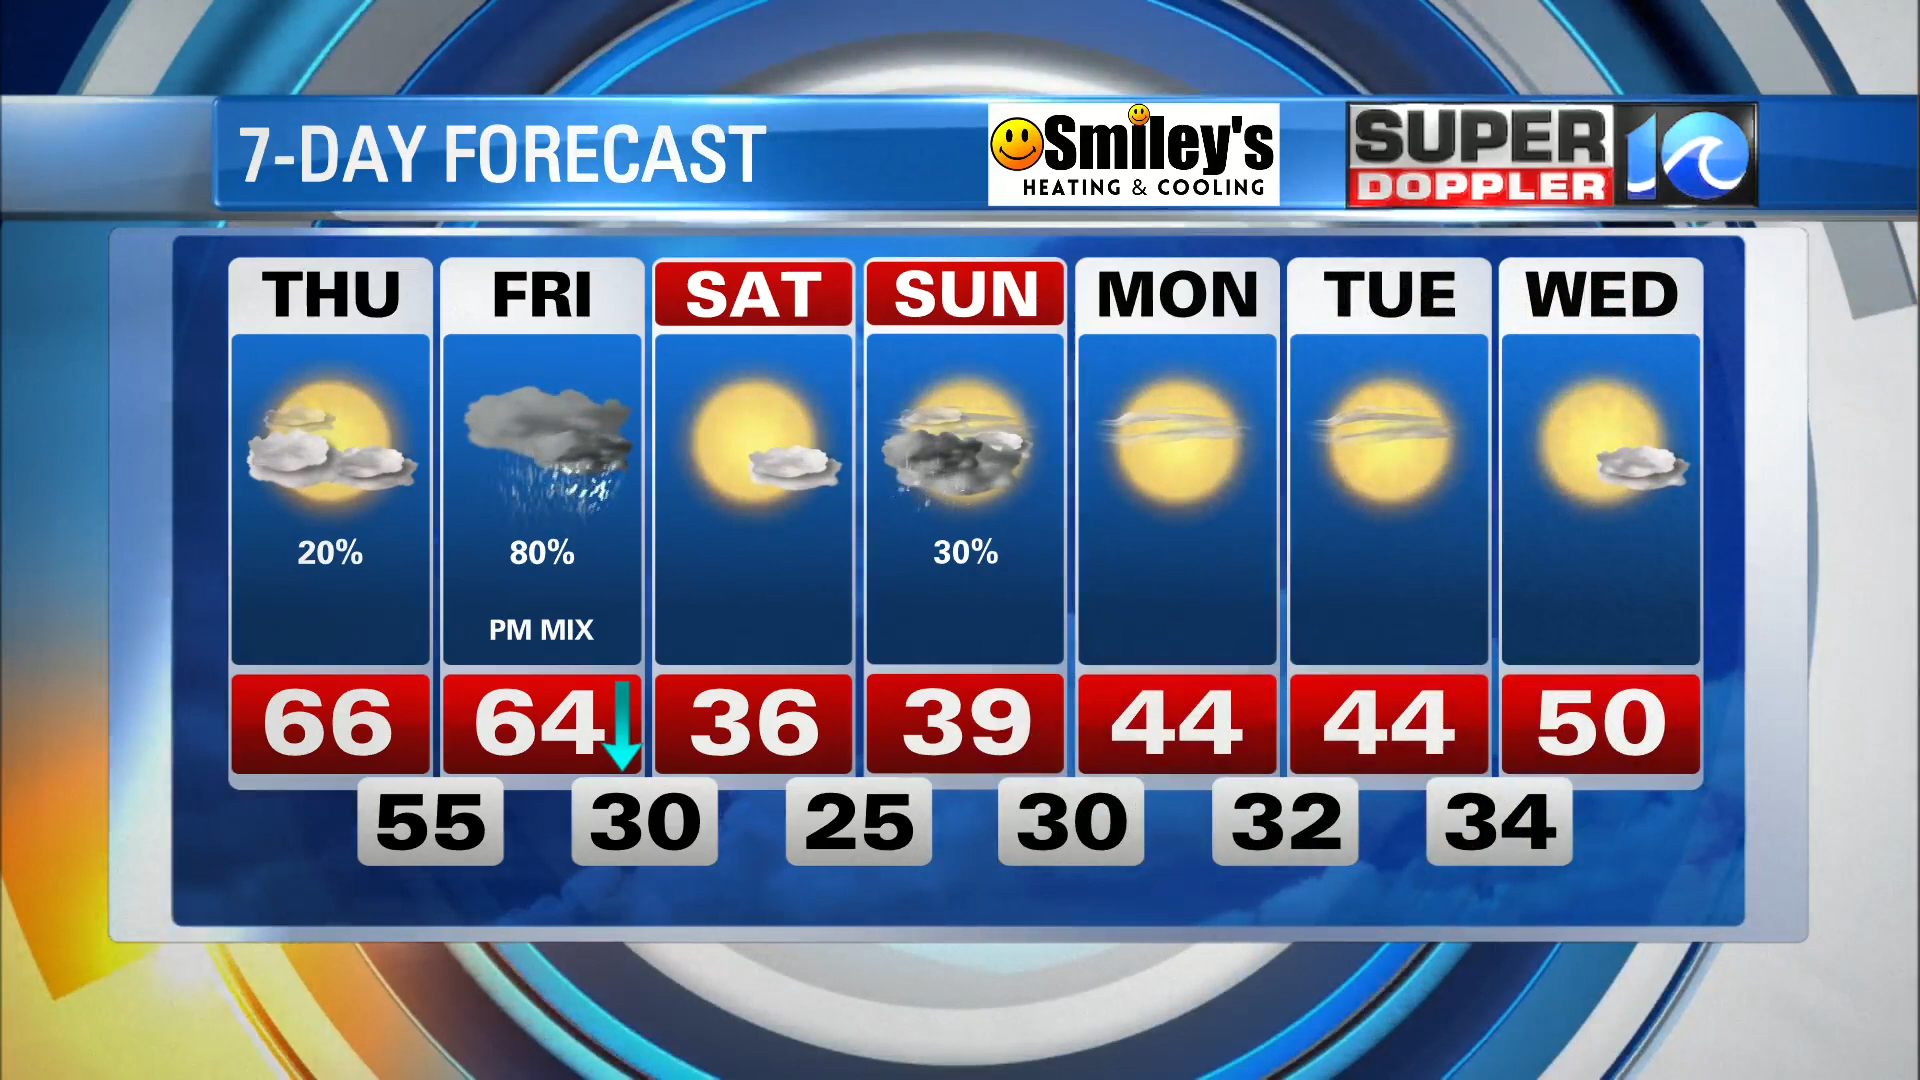 7-DAY FORECAST
Smiley's
HEATING & COOLING
SUPER
DOPPLER
10
THU FRI SAT SUN MON TUE WED
20% 80% 30%
PM MIX
66 64 36 39 44 44 50
55 30 25 30 32 34